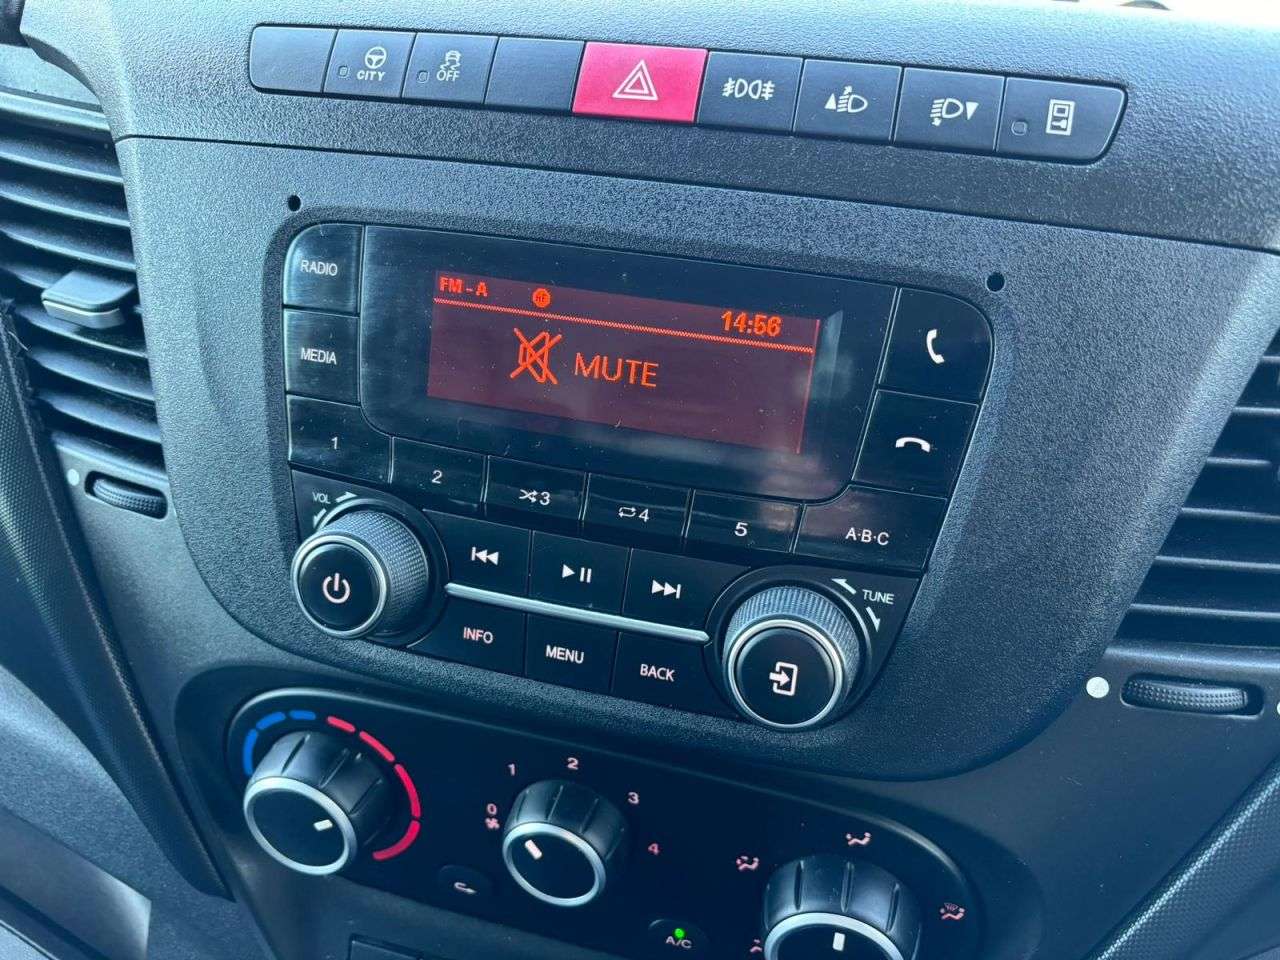 CITY
OFF
RADIO
MEDIA
FM-A
14:56
MUTE
1
2
3
4
5
A·B·C
VOL
TUNE
INFO
MENU
BACK
0
1
2
3
4
A/C